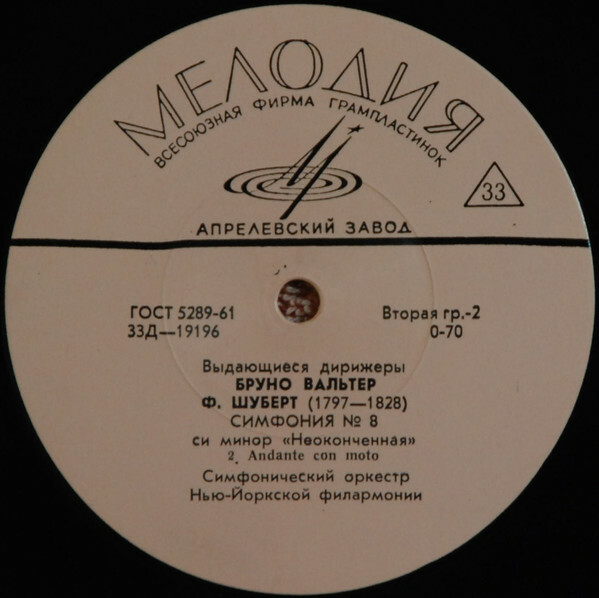 МЕЛОДИЯ
ВСЕСОЮЗНАЯ ФИРМА ГРАМПЛАСТИНОК
33
АПРЕЛЕВСКИЙ ЗАВОД
ГОСТ 5289-61 Вторая гр.-2
33Д—19196 0-70
Выдающиеся дирижеры
БРУНО ВАЛЬТЕР
Ф. ШУБЕРТ (1797—1828)
СИМФОНИЯ № 8
си минор «Неоконченная»
2. Andante con moto
Симфонический оркестр
Нью-Йоркской филармонии